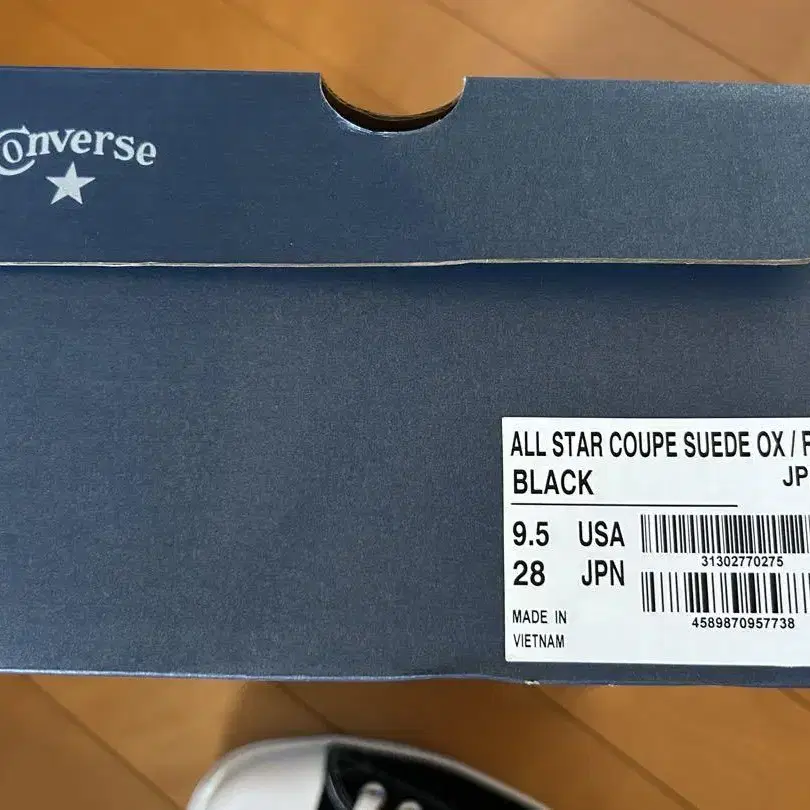 Converse
ALL STAR COUPE SUEDE OX /
BLACK
JP
9.5 USA
31302770275
28 JPN
4589870957738
MADE IN
VIETNAM